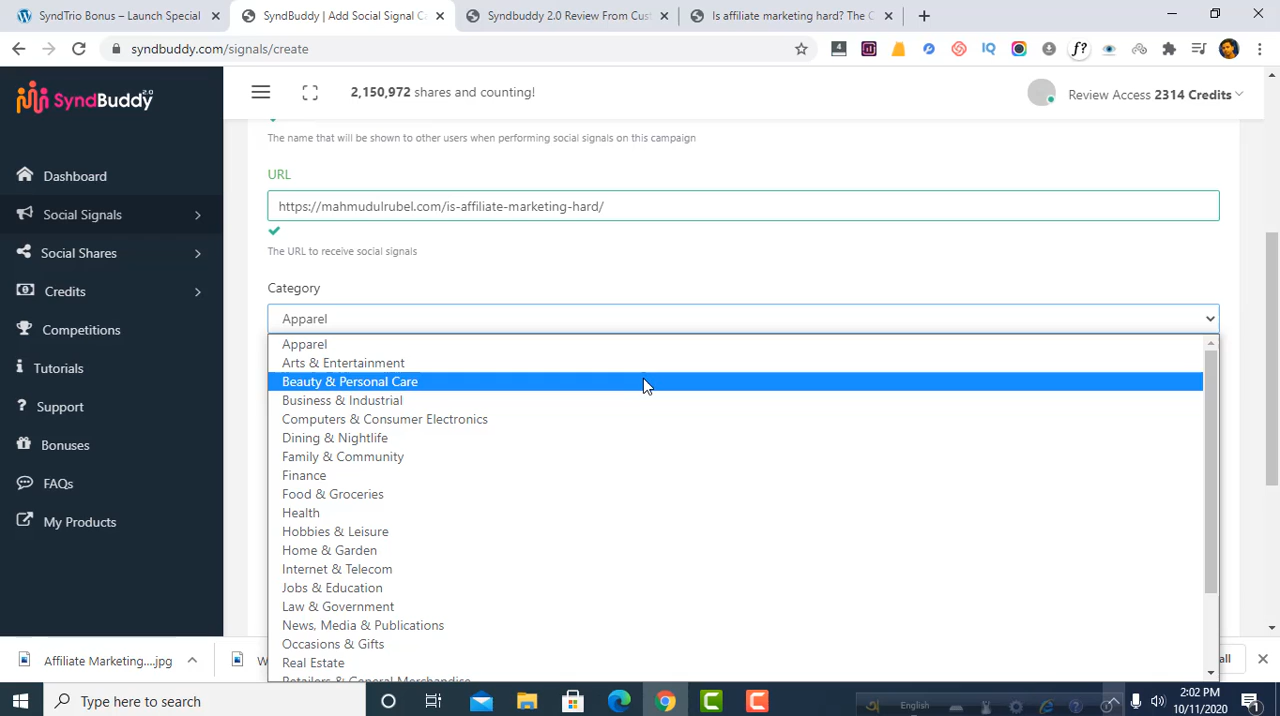 SyndTrio Bonus – Launch Special
SyndBuddy | Add Social Signal Ca
Syndbuddy 2.0 Review From Cust
Is affiliate marketing hard? The C
syndbuddy.com/signals/create
SyndBuddy 2.0
2,150,972 shares and counting!
Review Access 2314 Credits
Dashboard
Social Signals
Social Shares
Credits
Competitions
Tutorials
Support
Bonuses
FAQs
My Products
The name that will be shown to other users when performing social signals on this campaign
URL
https://mahmudulrubel.com/is-affiliate-marketing-hard/
The URL to receive social signals
Category
Apparel
Apparel
Arts & Entertainment
Beauty & Personal Care
Business & Industrial
Computers & Consumer Electronics
Dining & Nightlife
Family & Community
Finance
Food & Groceries
Health
Hobbies & Leisure
Home & Garden
Internet & Telecom
Jobs & Education
Law & Government
News, Media & Publications
Occasions & Gifts
Real Estate
Retailers & General Merchandise
Affiliate Marketing....jpg
W
all
Type here to search
English
2:02 PM
10/11/2020